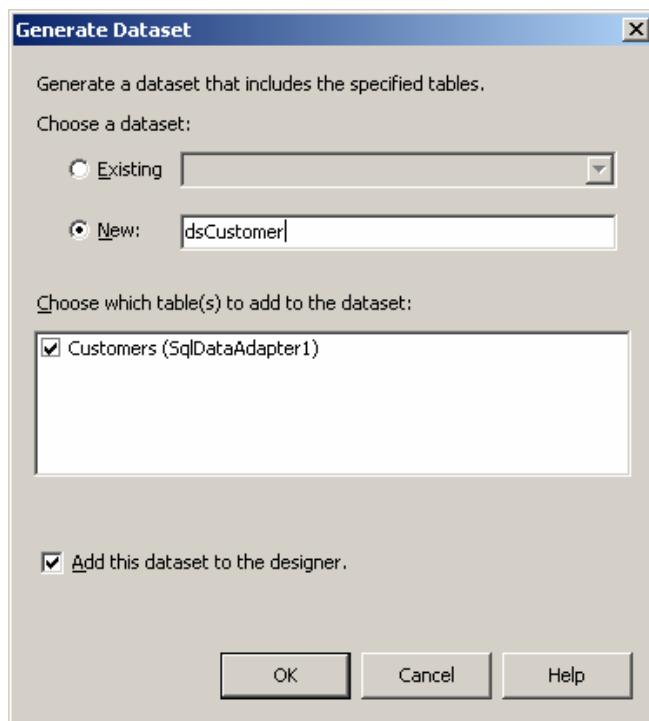 Generate Dataset
Generate a dataset that includes the specified tables.
Choose a dataset:
Existing
New: dsCustomer
Choose which table(s) to add to the dataset:
Customers (SqlDataAdapter1)
Add this dataset to the designer.
OK Cancel Help